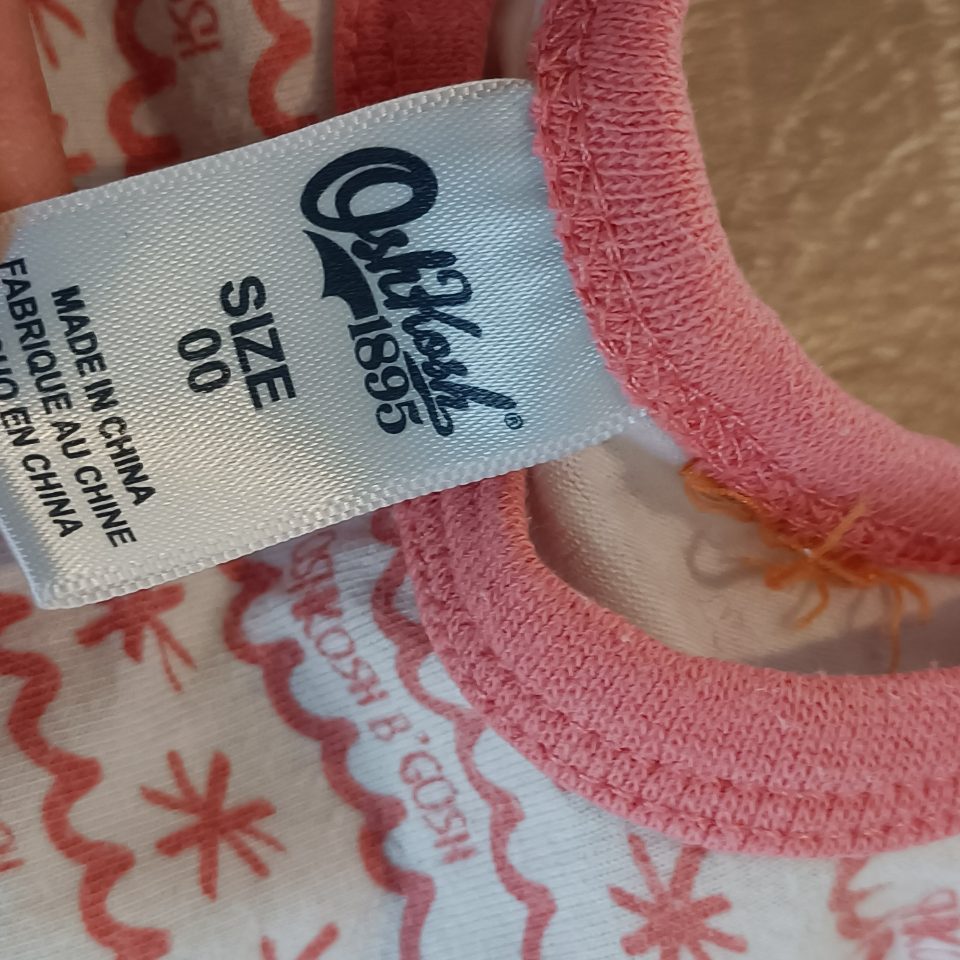 OshKosh®
1895
SIZE
00
MADE IN CHINA
FABRIQUE AU CHINE
EN CHINA
OSHKOSH B'GOSH